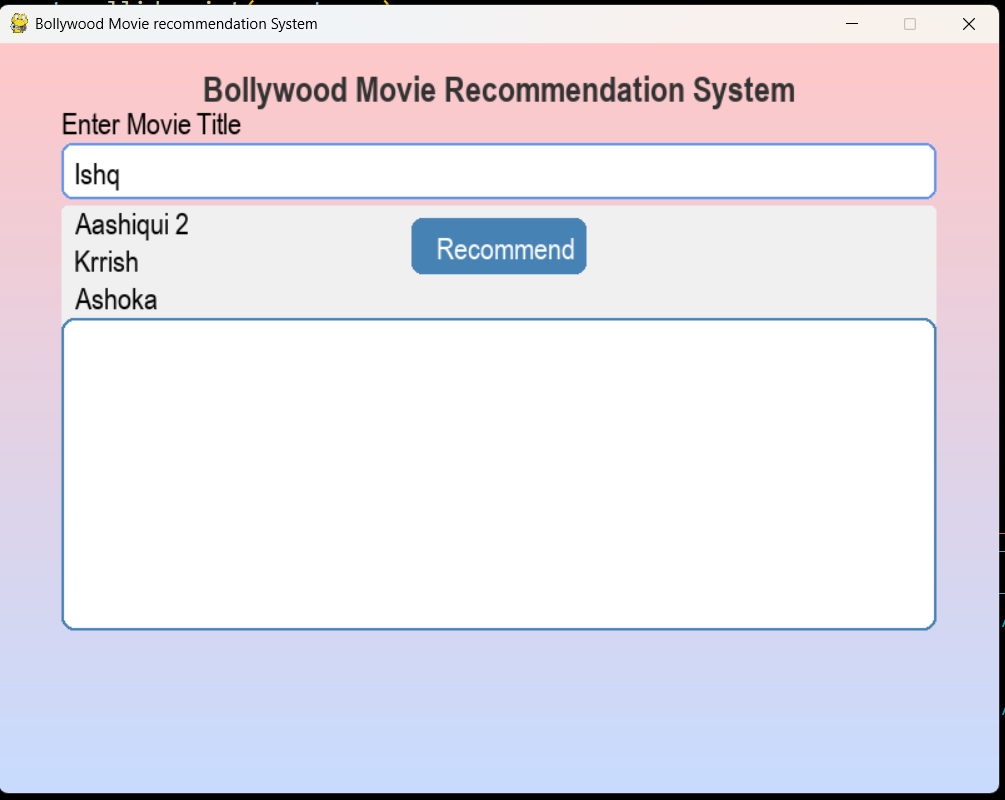 Bollywood Movie recommendation System
Bollywood Movie Recommendation System
Enter Movie Title
Ishq
Aashiqui 2
Recommend
Krrish
Ashoka